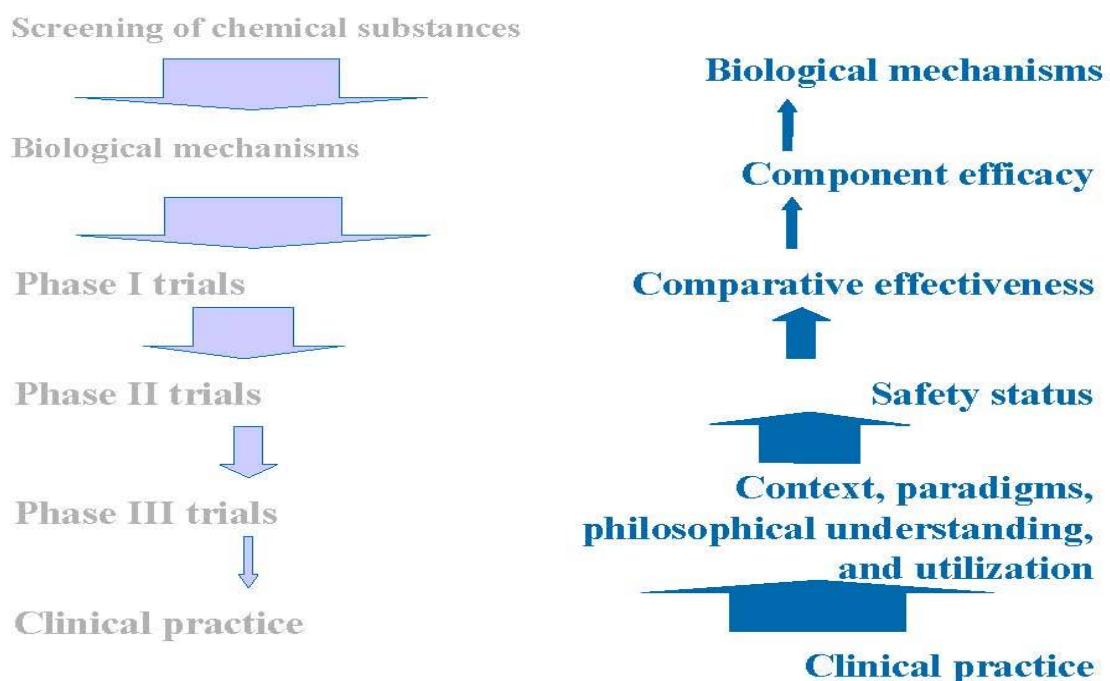 Screening of chemical substances
Biological mechanisms
Phase I trials
Phase II trials
Phase III trials
Clinical practice
Biological mechanisms
Component efficacy
Comparative effectiveness
Safety status
Context, paradigms,
philosophical understanding,
and utilization
Clinical practice